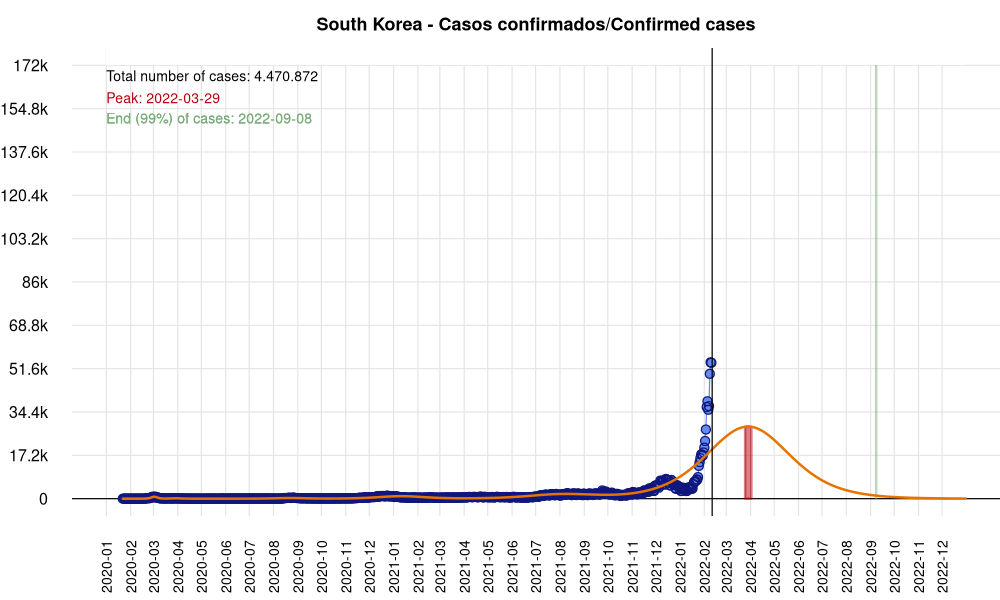 South Korea - Casos confirmados/Confirmed cases
Total number of cases: 4.470.872
Peak: 2022-03-29
End (99%) of cases: 2022-09-08
172k
154.8k
137.6k
120.4k
103.2k
86k
68.8k
51.6k
34.4k
17.2k
0
2020-01
2020-02
2020-03
2020-04
2020-05
2020-06
2020-07
2020-08
2020-09
2020-10
2020-11
2020-12
2021-01
2021-02
2021-03
2021-04
2021-05
2021-06
2021-07
2021-08
2021-09
2021-10
2021-11
2021-12
2022-01
2022-02
2022-03
2022-04
2022-05
2022-06
2022-07
2022-08
2022-09
2022-10
2022-11
2022-12